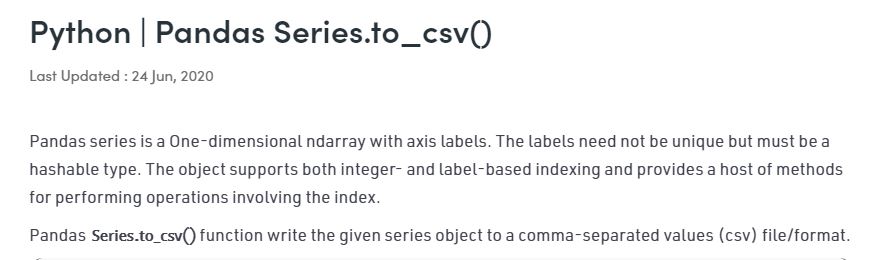 Python | Pandas Series.to_csv()
Last Updated : 24 Jun, 2020
Pandas series is a One-dimensional ndarray with axis labels. The labels need not be unique but must be a
hashable type. The object supports both integer- and label-based indexing and provides a host of methods
for performing operations involving the index.
Pandas Series.to_csv() function write the given series object to a comma-separated values (csv) file/format.